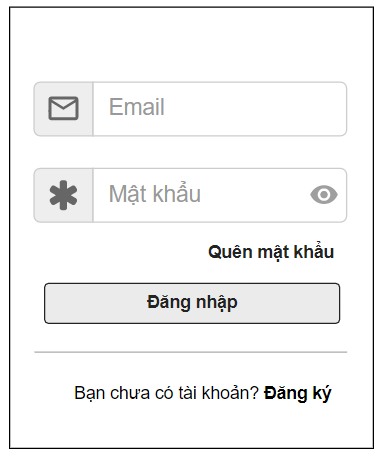 Email
Mật khẩu
Quên mật khẩu
Đăng nhập
Bạn chưa có tài khoản? Đăng ký